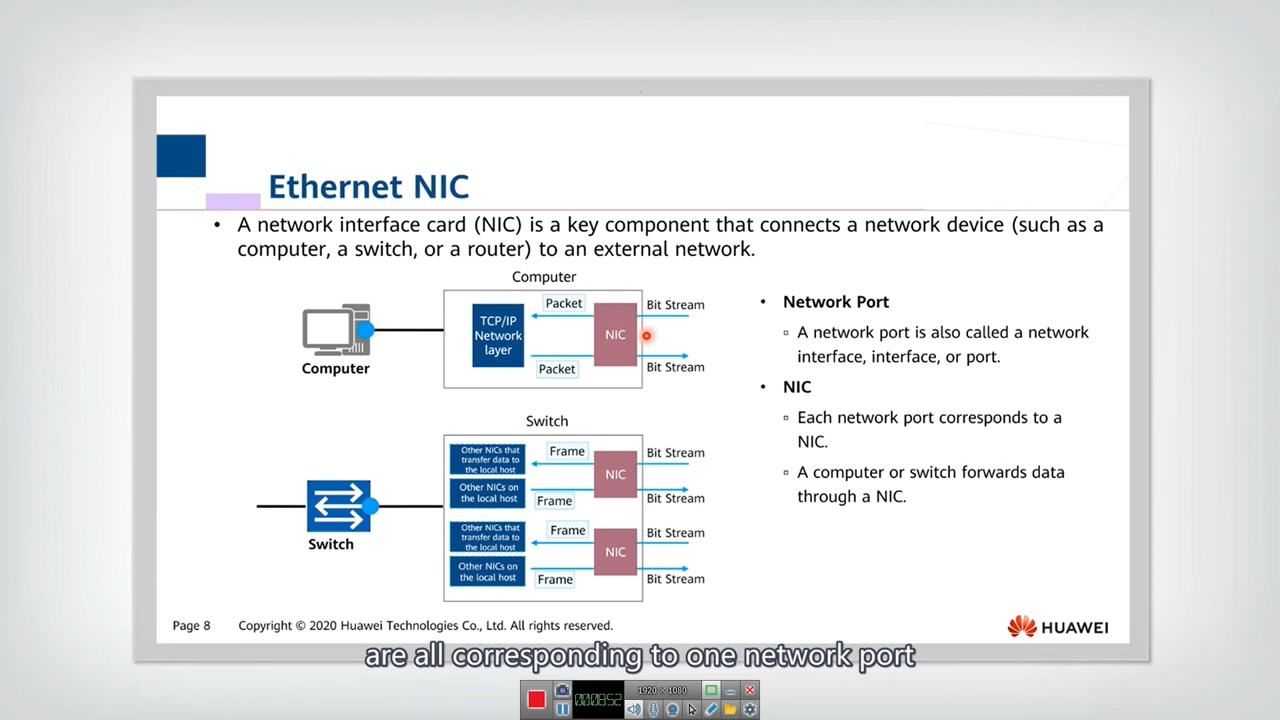 Ethernet NIC
• A network interface card (NIC) is a key component that connects a network device (such as a
computer, a switch, or a router) to an external network.
Computer
TCP/IP
Network
layer
Packet
Packet
NIC
Bit Stream
Bit Stream
Computer
Switch
Other NICs that
transfer data to
the local host
Other NICs on
the local host
Frame
Frame
NIC
Bit Stream
Bit Stream
Other NICs that
transfer data to
the local host
Other NICs on
the local host
Frame
Frame
NIC
Bit Stream
Bit Stream
Switch
• Network Port
▫ A network port is also called a network
interface, interface, or port.
• NIC
▫ Each network port corresponds to a
NIC.
▫ A computer or switch forwards data
through a NIC.
Page 8 Copyright © 2020 Huawei Technologies Co., Ltd. All rights reserved.
HUAWEI
are all corresponding to one network port
00:08:52
1920 × 1080